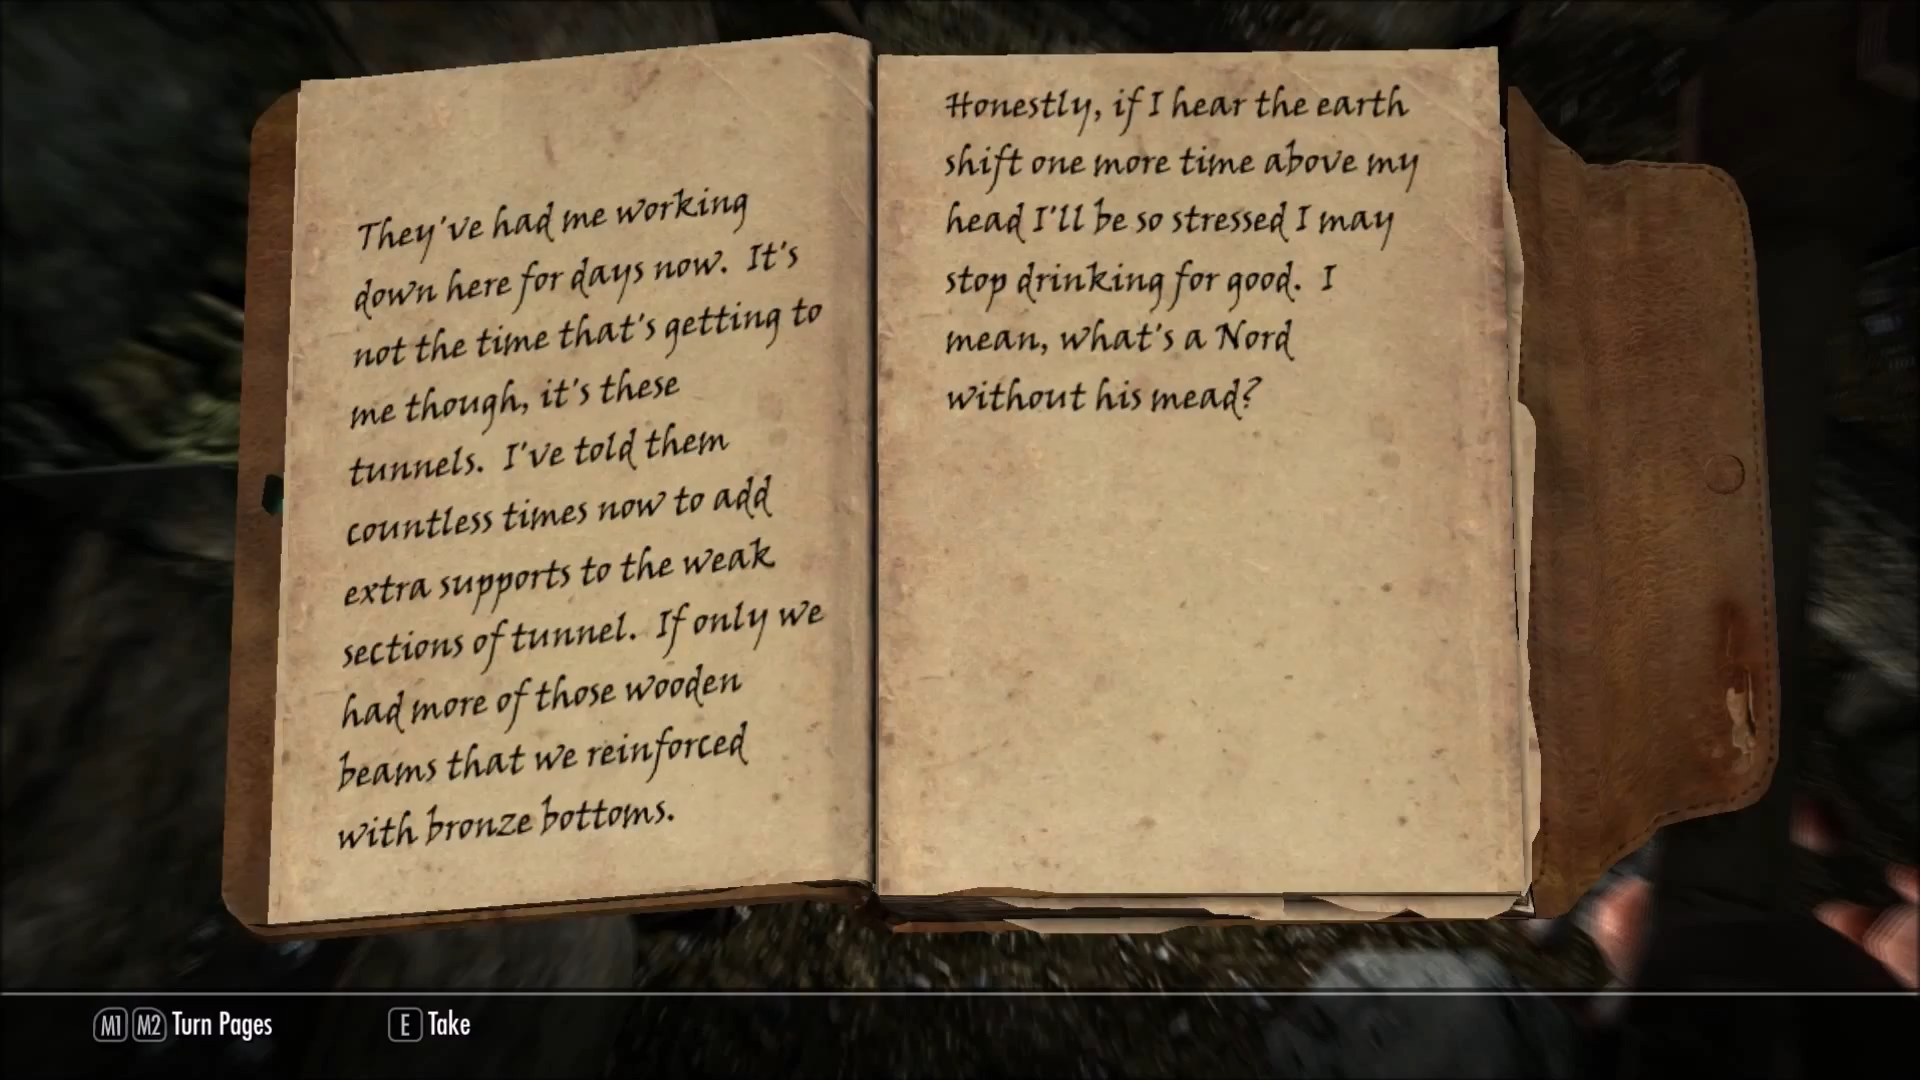 They've had me working
down here for days now.  It's
not the time that's getting to
me though, it's these
tunnels.  I've told them
countless times now to add
extra supports to the weak
sections of tunnel.  If only we
had more of those wooden
beams that we reinforced
with bronze bottoms.
Honestly, if I hear the earth
shift one more time above my
head I'll be so stressed I may
stop drinking for good.  I
mean, what's a Nord
without his mead?
M1 M2 Turn Pages
E Take